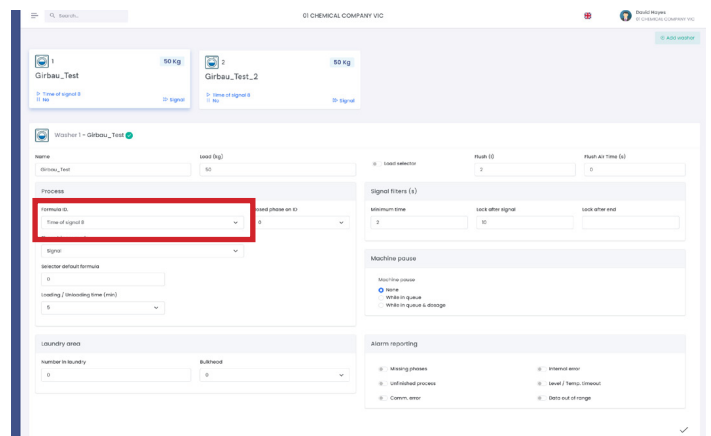 Search...
01 CHEMICAL COMPANY VIC
David Hayes
01 CHEMICAL COMPANY VIC
Add washer
1
50 Kg
Girbau_Test
Time of signal 8
No
Signal
2
50 Kg
Girbau_Test_2
Time of signal 8
No
Signal
Washer 1 - Girbau_Test
Name
Load (kg)
Load selector
Flush (l)
Flush Air Time (s)
Girbau_Test
50
2
0
Process
Signal filters (s)
Formula ID.
phase on ID
Minimum time
Lock after signal
Lock after end
Time of signal 8
0
2
10
Signal
Machine pause
Selector default formula
0
Machine pause
None
Loading / Unloading time (min)
While in queue
5
While in queue & dosage
Laundry area
Alarm reporting
Number in laundry
Bulkhead
0
0
Missing phases
Internal error
Unfinished process
Level / Temp. timeout
Comm. error
Data out of range